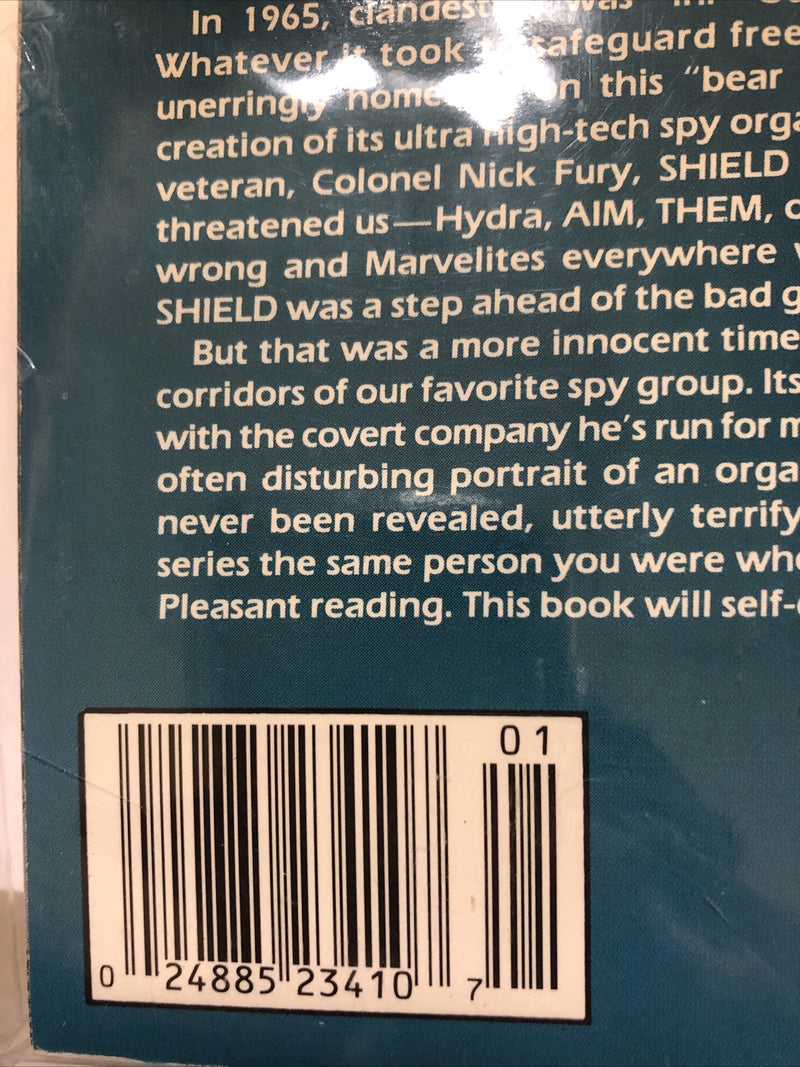 In 1965, clandest was
Whatever it took safeguard free
unerringly home n this “bear
creation of its ultra high-tech spy orga
veteran, Colonel Nick Fury, SHIELD
threatened us—Hydra, AIM, THEM, c
wrong and Marvelites everywhere
SHIELD was a step ahead of the bad g
But that was a more innocent time
corridors of our favorite spy group. Its
with the covert company he's run for m
often disturbing portrait of an orga
never been revealed, utterly terrify
series the same person you were whe
Pleasant reading. This book will self-
01
0 24885 23410 7